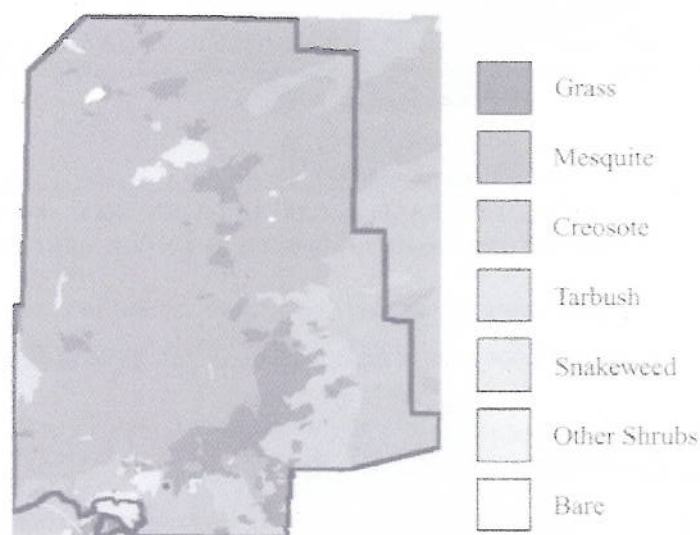 Grass
Mesquite
Creosote
Tarbush
Snakeweed
Other Shrubs
Bare